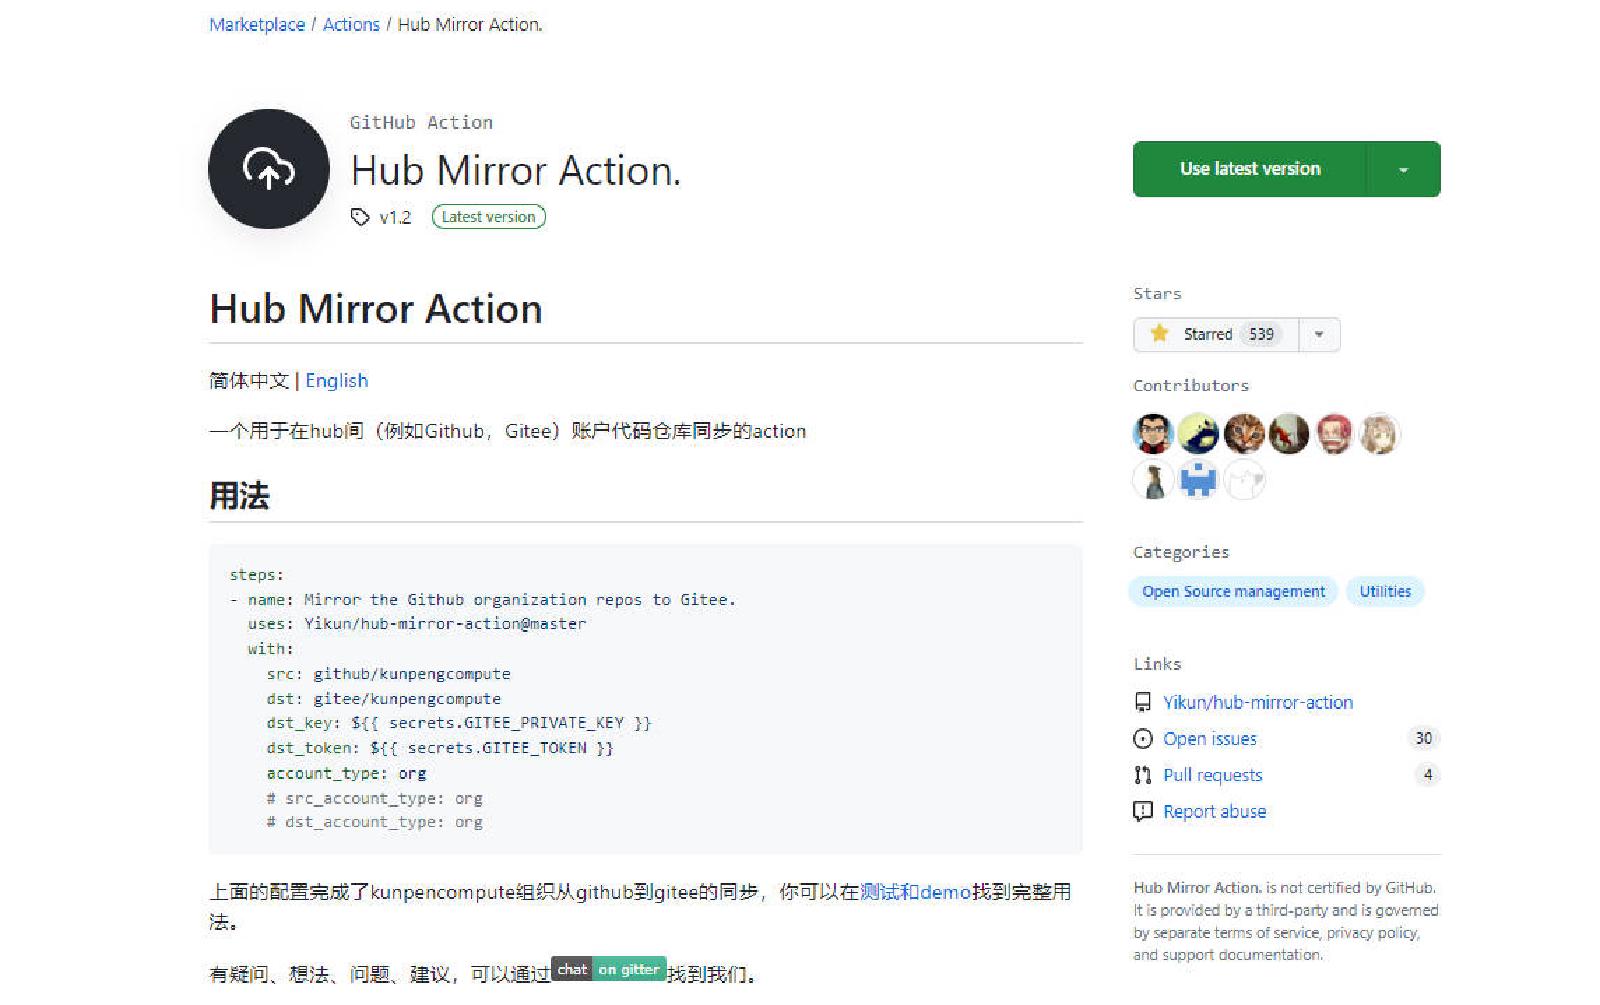 Marketplace / Actions / Hub Mirror Action.
GitHub Action
Hub Mirror Action.
v1.2 Latest version
Use latest version
Hub Mirror Action
简体中文 | English
一个用于在hub间（例如Github，Gitee）账户代码仓库同步的action
用法
steps:
- name: Mirror the Github organization repos to Gitee.
  uses: Yikun/hub-mirror-action@master
  with:
    src: github/kunpengcompute
    dst: gitee/kunpengcompute
    dst_key: ${{ secrets.GITEE_PRIVATE_KEY }}
    dst_token: ${{ secrets.GITEE_TOKEN }}
    account_type: org
    # src_account_type: org
    # dst_account_type: org
上面的配置完成了kunpencompute组织从github到gitee的同步，你可以在测试和demo找到完整用
法。
有疑问、想法、问题、建议，可以通过chat on gitter找到我们。
Stars
Starred 539
Contributors
Categories
Open Source management Utilities
Links
Yikun/hub-mirror-action
Open issues 30
Pull requests 4
Report abuse
Hub Mirror Action. is not certified by GitHub.
It is provided by a third-party and is governed
by separate terms of service, privacy policy,
and support documentation.